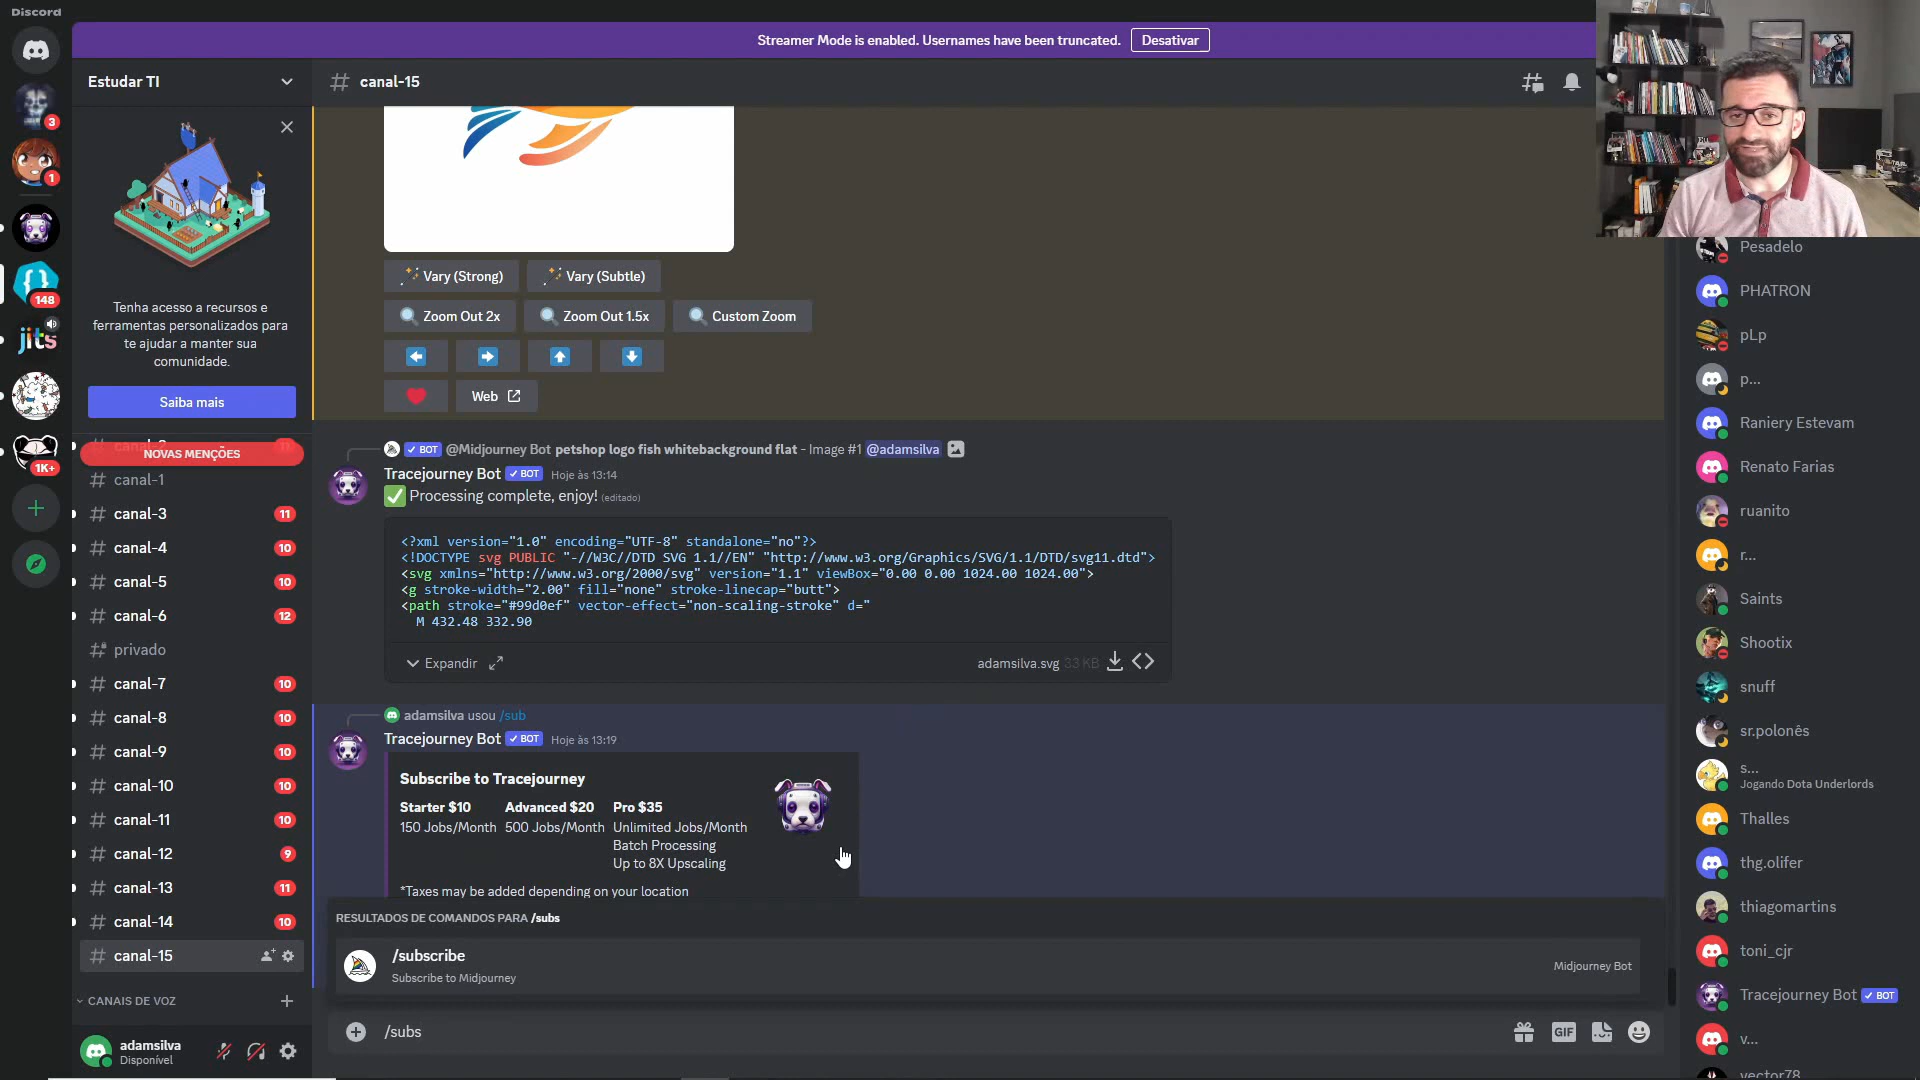 Discord
Streamer Mode is enabled. Usernames have been truncated.
Desativar
Estudar TI
canal-15
3
1
148
jits
1K+
Tenha acesso a recursos e
ferramentas personalizados para
te ajudar a manter sua
comunidade.
Saiba mais
NOVAS MENÇÕES
canal-1
canal-3
11
canal-4
10
canal-5
10
canal-6
12
privado
canal-7
10
canal-8
10
canal-9
10
canal-10
10
canal-11
10
canal-12
9
canal-13
11
canal-14
10
canal-15
CANAIS DE VOZ
adamsilva
Disponível
Vary (Strong)
Vary (Subtle)
Zoom Out 2x
Zoom Out 1.5x
Custom Zoom
Web
BOT @Midjourney Bot petshop logo fish whitebackground flat - Image #1 @adamsilva
Tracejourney Bot BOT Hoje às 13:14
Processing complete, enjoy! (editado)
<?xml version="1.0" encoding="UTF-8" standalone="no"?>
<!DOCTYPE svg PUBLIC "-//W3C//DTD SVG 1.1//EN" "http://www.w3.org/Graphics/SVG/1.1/DTD/svg11.dtd">
<svg xmlns="http://www.w3.org/2000/svg" version="1.1" viewBox="0.00 0.00 1024.00 1024.00">
<g stroke-width="2.00" fill="none" stroke-linecap="butt">
<path stroke="#99d0ef" vector-effect="non-scaling-stroke" d="
M 432.48 332.90
Expandir
adamsilva.svg 33 KB
adamsilva usou /sub
Tracejourney Bot BOT Hoje às 13:19
Subscribe to Tracejourney
Starter $10 Advanced $20 Pro $35
150 Jobs/Month 500 Jobs/Month Unlimited Jobs/Month
Batch Processing
Up to 8X Upscaling
*Taxes may be added depending on your location
RESULTADOS DE COMANDOS PARA /subs
/subscribe
Subscribe to Midjourney
Midjourney Bot
/subs
GIF
Pesadelo
PHATRON
pLp
p...
Raniery Estevam
Renato Farias
ruanito
r...
Saints
Shootix
snuff
sr.polonês
s...
Jogando Dota Underlords
Thalles
thg.olifer
thiagomartins
toni_cjr
Tracejourney Bot BOT
v...
vector78